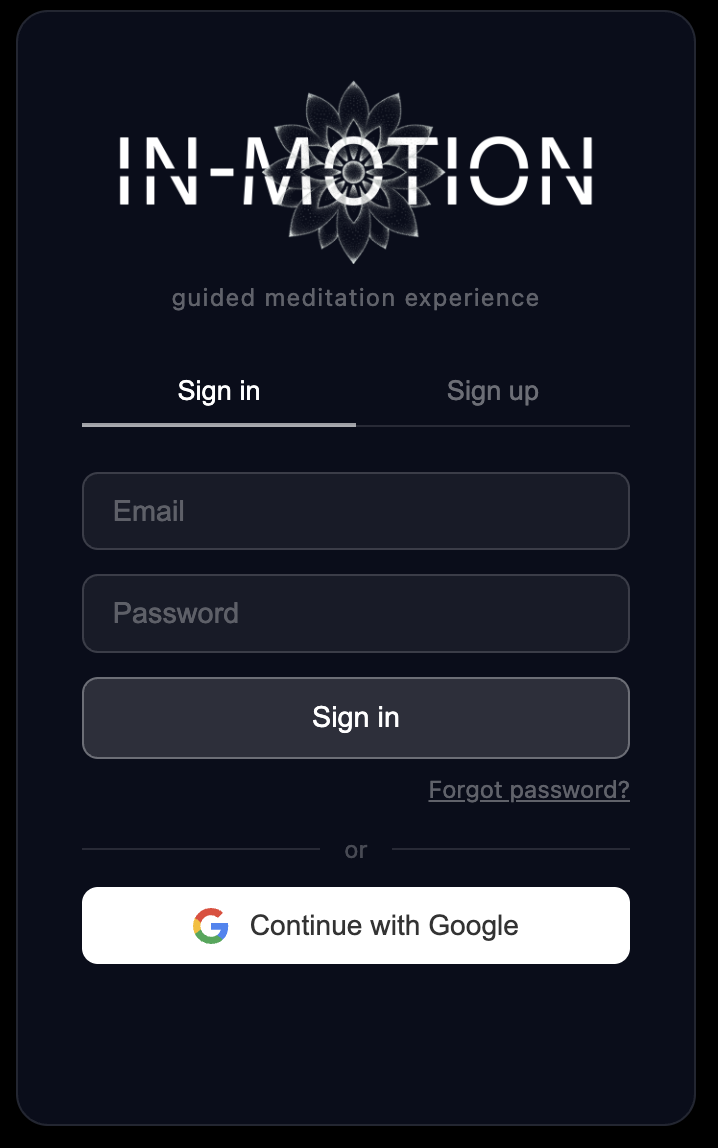 IN-MOTION
guided meditation experience
Sign in Sign up
Email
Password
Sign in
Forgot password?
or
Continue with Google